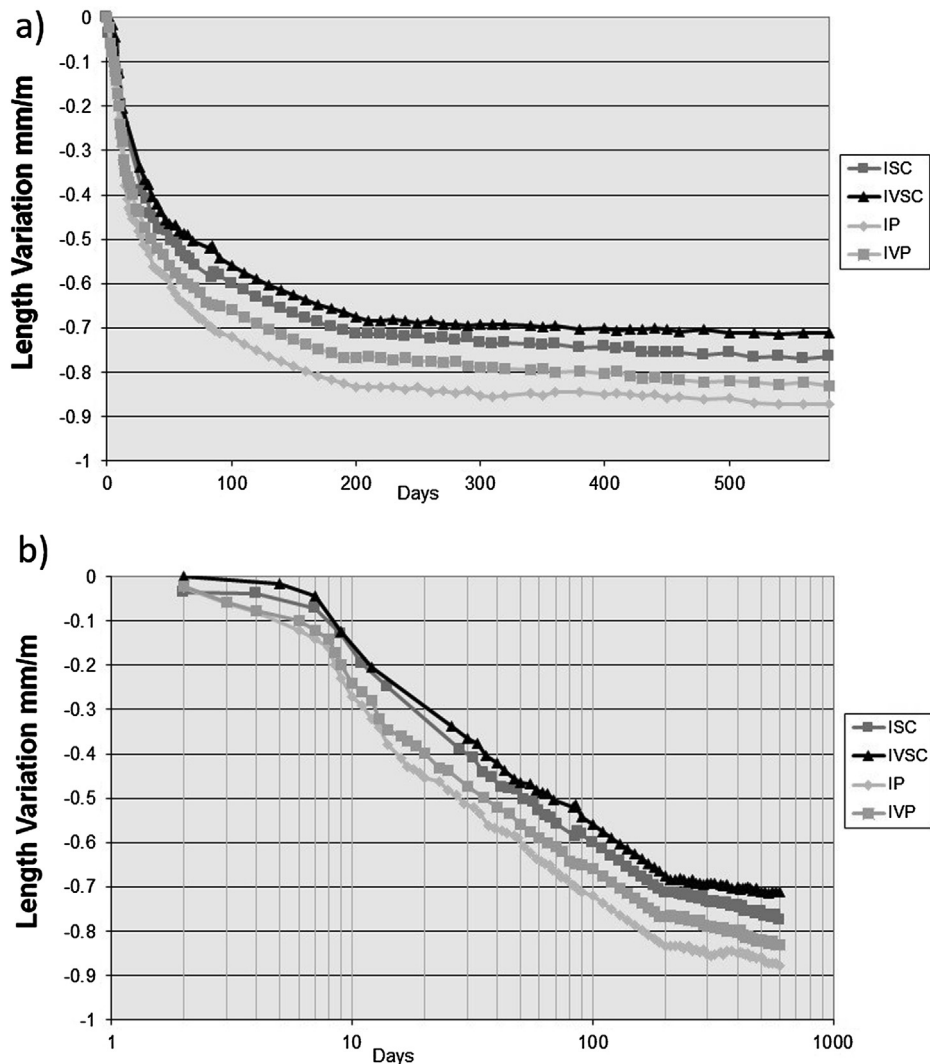 a)
Length Variation mm/m
0
-0.1
-0.2
-0.3
-0.4
-0.5
-0.6
-0.7
-0.8
-0.9
-1
0 100 200 300 400 500
Days
ISC
IVSC
IP
IVP
b)
Length Variation mm/m
0
-0.1
-0.2
-0.3
-0.4
-0.5
-0.6
-0.7
-0.8
-0.9
-1
1 10 100 1000
Days
ISC
IVSC
IP
IVP